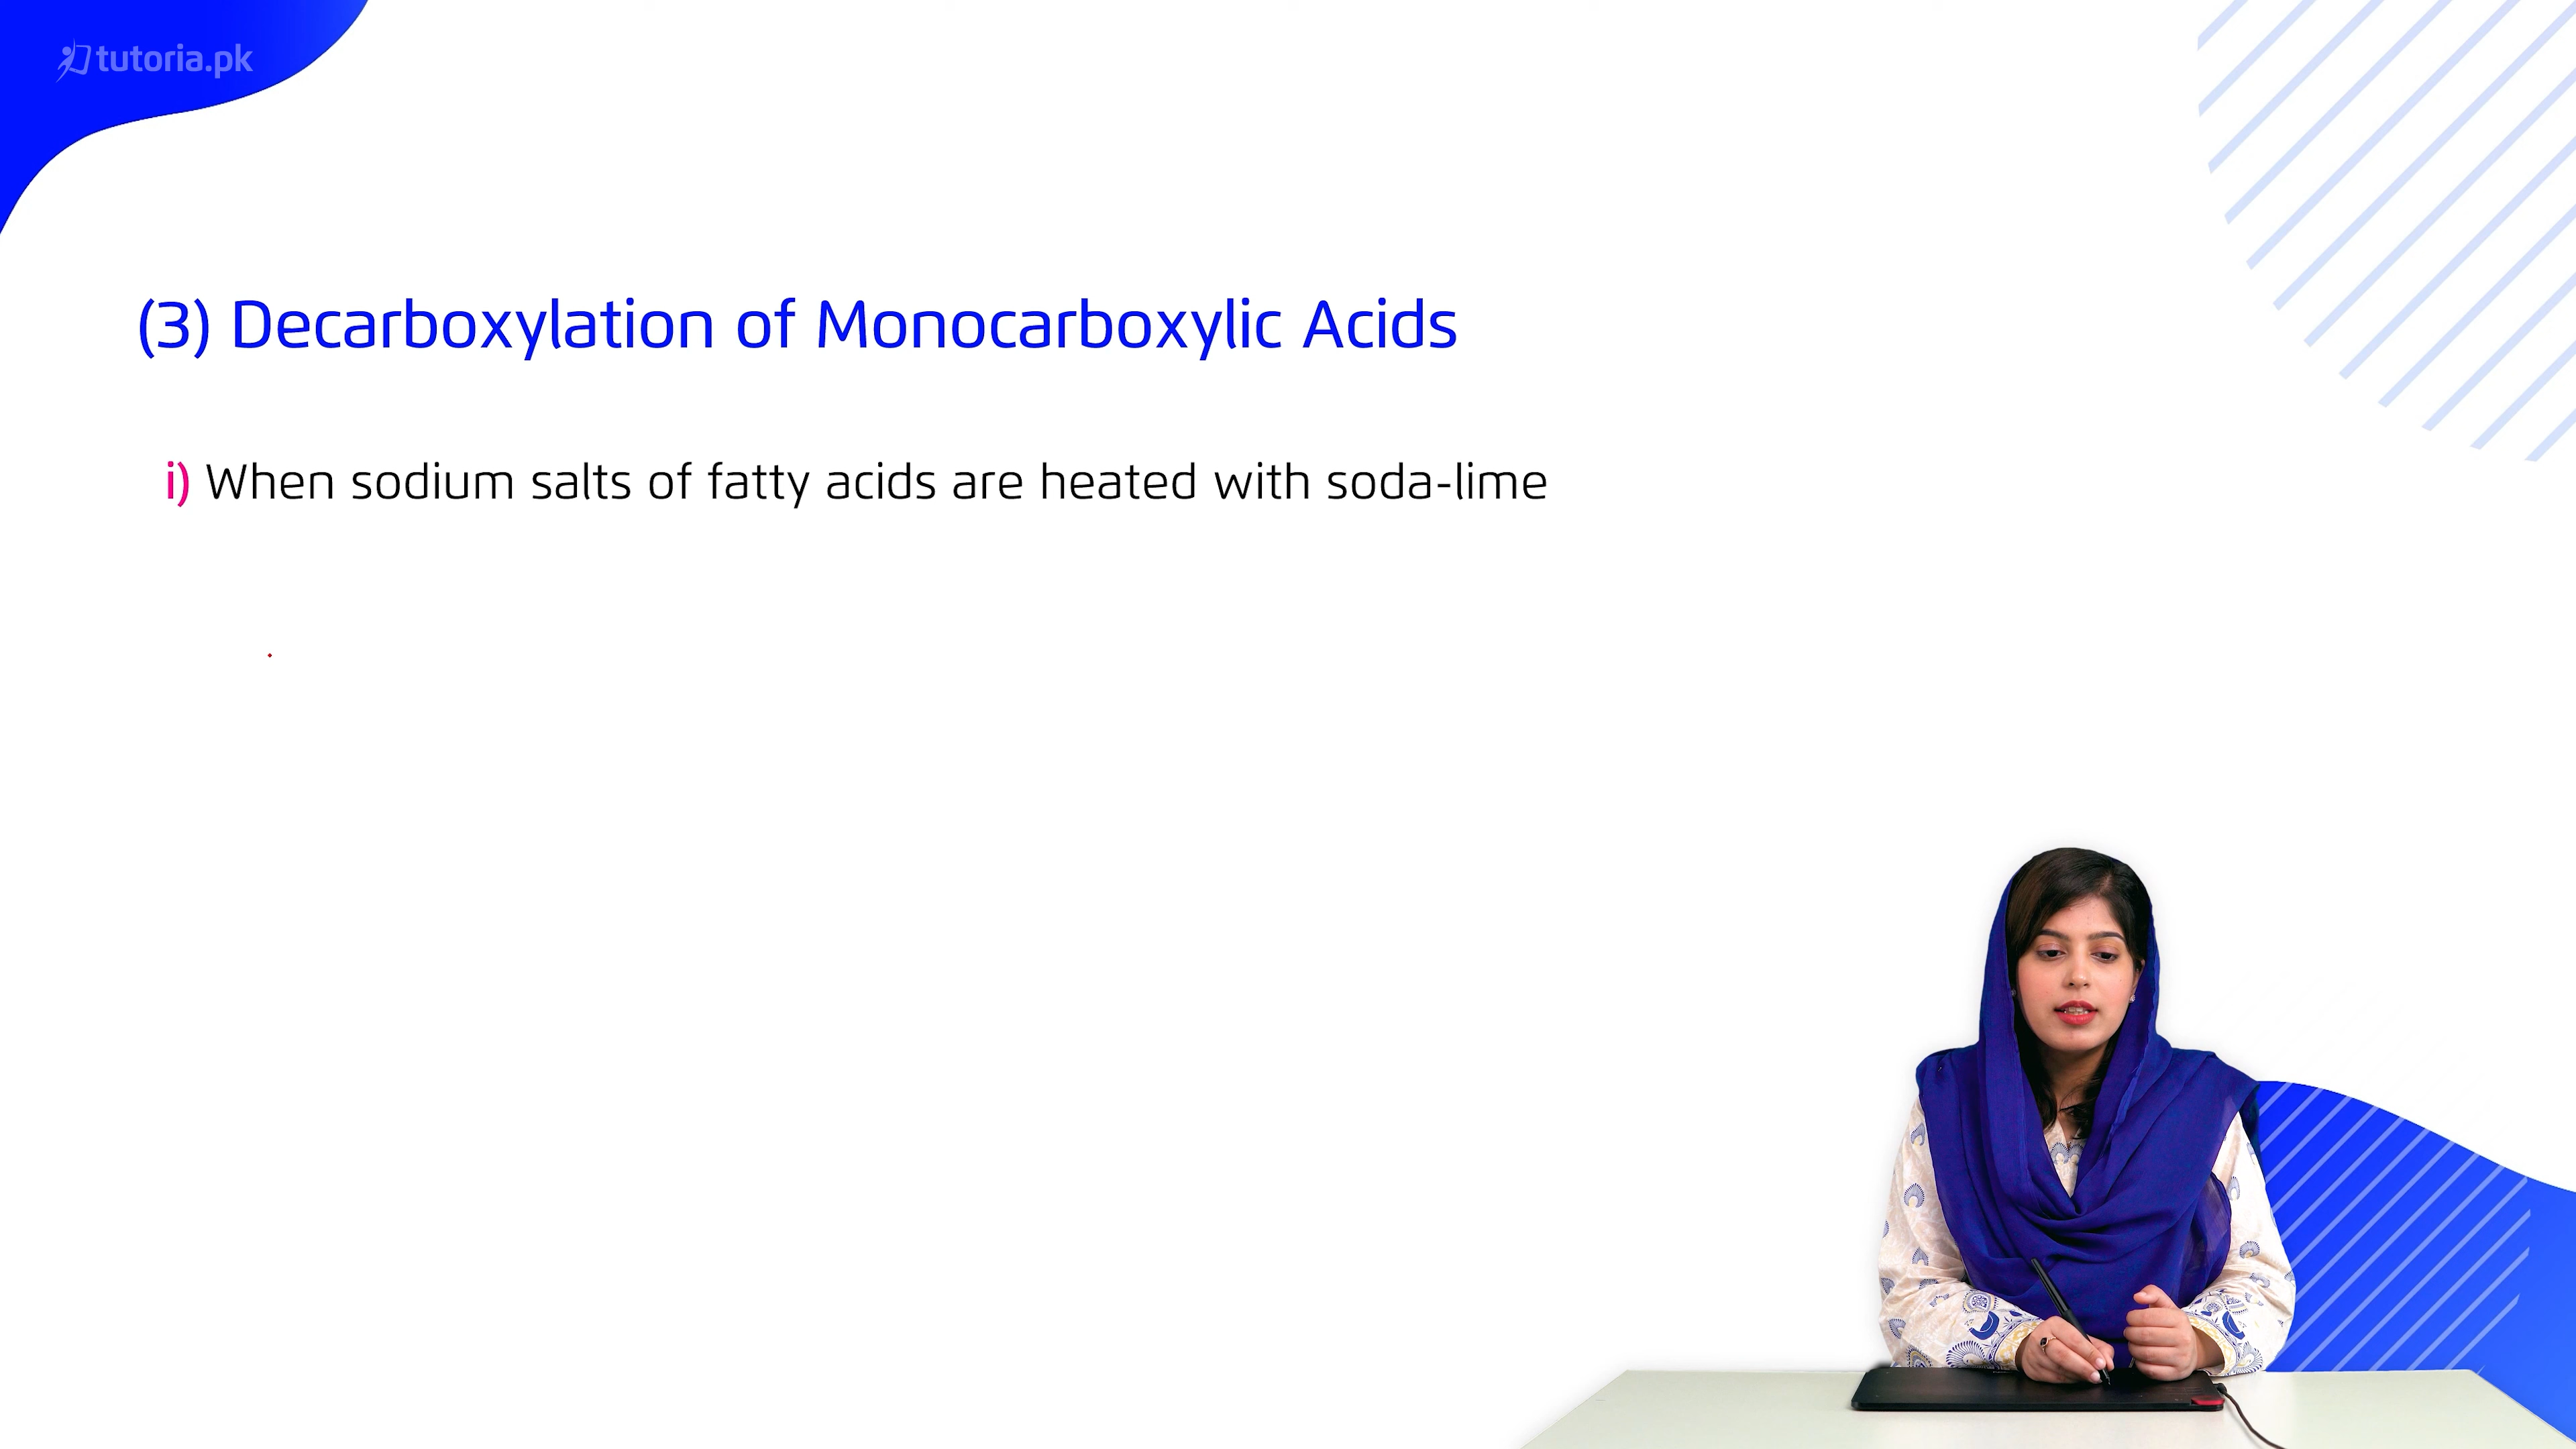 tutoria.pk
(3) Decarboxylation of Monocarboxylic Acids
i) When sodium salts of fatty acids are heated with soda-lime